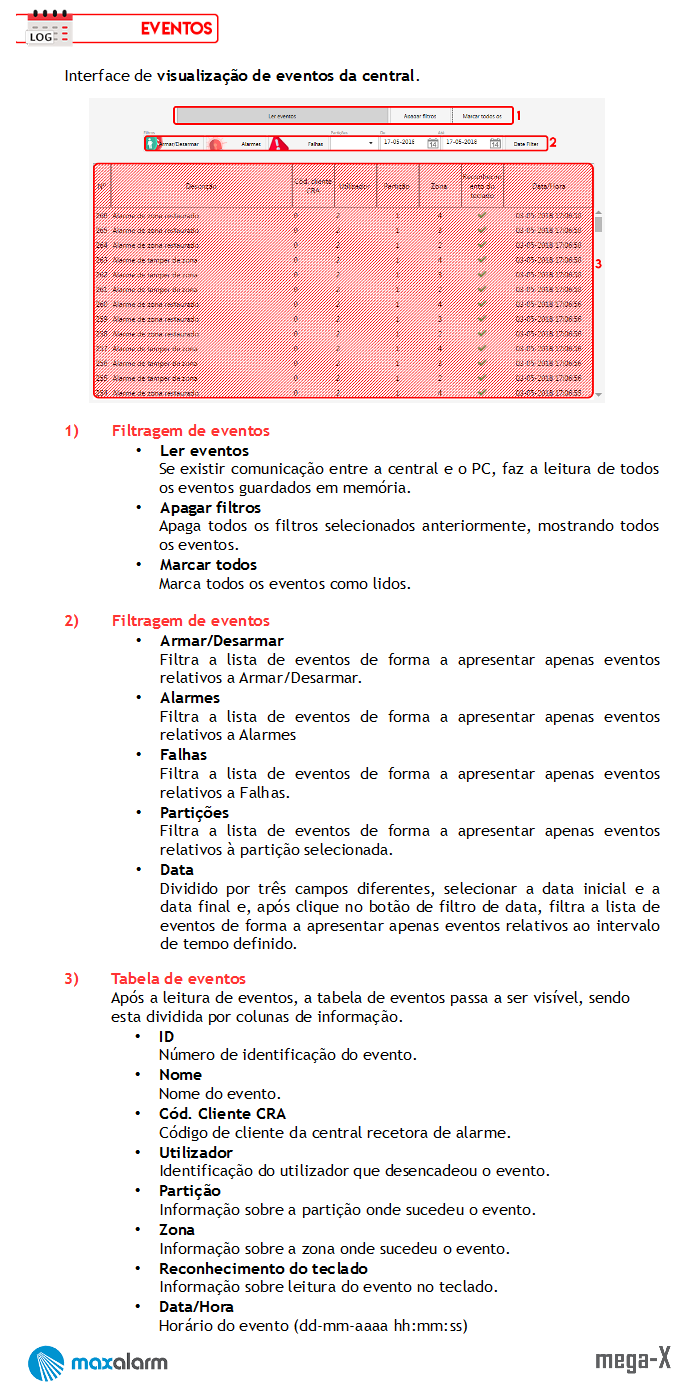 LOG
EVENTOS
Interface de visualização de eventos da central.
Ler eventos
Apagar filtros
Marcar todos os
1
Filtros
Partições
De
Até
Armar/Desarmar
Alarmes
Falhas
17-05-2018
14
17-05-2018
14
Date Filter
2
Nº
Descrição
Cód. cliente
CRA
Utilizador
Partição
Zona
Reconhecim
ento do
teclado
Data/Hora
266 Alarme de zona restaurado 0 2 1 4 03-05-2018 17:06:58
265 Alarme de zona restaurado 0 2 1 3 03-05-2018 17:06:58
264 Alarme de zona restaurado 0 2 1 2 03-05-2018 17:06:58
263 Alarme de tamper de zona 0 2 1 4 03-05-2018 17:06:58
262 Alarme de tamper de zona 0 2 1 3 03-05-2018 17:06:58
261 Alarme de tamper de zona 0 2 1 2 03-05-2018 17:06:58
260 Alarme de zona restaurado 0 2 1 4 03-05-2018 17:06:56
259 Alarme de zona restaurado 0 2 1 3 03-05-2018 17:06:56
258 Alarme de zona restaurado 0 2 1 2 03-05-2018 17:06:56
257 Alarme de tamper de zona 0 2 1 4 03-05-2018 17:06:56
256 Alarme de tamper de zona 0 2 1 3 03-05-2018 17:06:56
255 Alarme de tamper de zona 0 2 1 2 03-05-2018 17:06:56
254 Alarme de zona restaurado 0 2 1 4 03-05-2018 17:06:55
3
1) Filtragem de eventos
• Ler eventos
Se existir comunicação entre a central e o PC, faz a leitura de todos
os eventos guardados em memória.
• Apagar filtros
Apaga todos os filtros selecionados anteriormente, mostrando todos
os eventos.
• Marcar todos
Marca todos os eventos como lidos.
2) Filtragem de eventos
• Armar/Desarmar
Filtra a lista de eventos de forma a apresentar apenas eventos
relativos a Armar/Desarmar.
• Alarmes
Filtra a lista de eventos de forma a apresentar apenas eventos
relativos a Alarmes
• Falhas
Filtra a lista de eventos de forma a apresentar apenas eventos
relativos a Falhas.
• Partições
Filtra a lista de eventos de forma a apresentar apenas eventos
relativos à partição selecionada.
• Data
Dividido por três campos diferentes, selecionar a data inicial e a
data final e, após clique no botão de filtro de data, filtra a lista de
eventos de forma a apresentar apenas eventos relativos ao intervalo
de tempo definido.
3) Tabela de eventos
Após a leitura de eventos, a tabela de eventos passa a ser visível, sendo
esta dividida por colunas de informação.
• ID
Número de identificação do evento.
• Nome
Nome do evento.
• Cód. Cliente CRA
Código de cliente da central recetora de alarme.
• Utilizador
Identificação do utilizador que desencadeou o evento.
• Partição
Informação sobre a partição onde sucedeu o evento.
• Zona
Informação sobre a zona onde sucedeu o evento.
• Reconhecimento do teclado
Informação sobre leitura do evento no teclado.
• Data/Hora
Horário do evento (dd-mm-aaaa hh:mm:ss)
maxalarm
mega-X